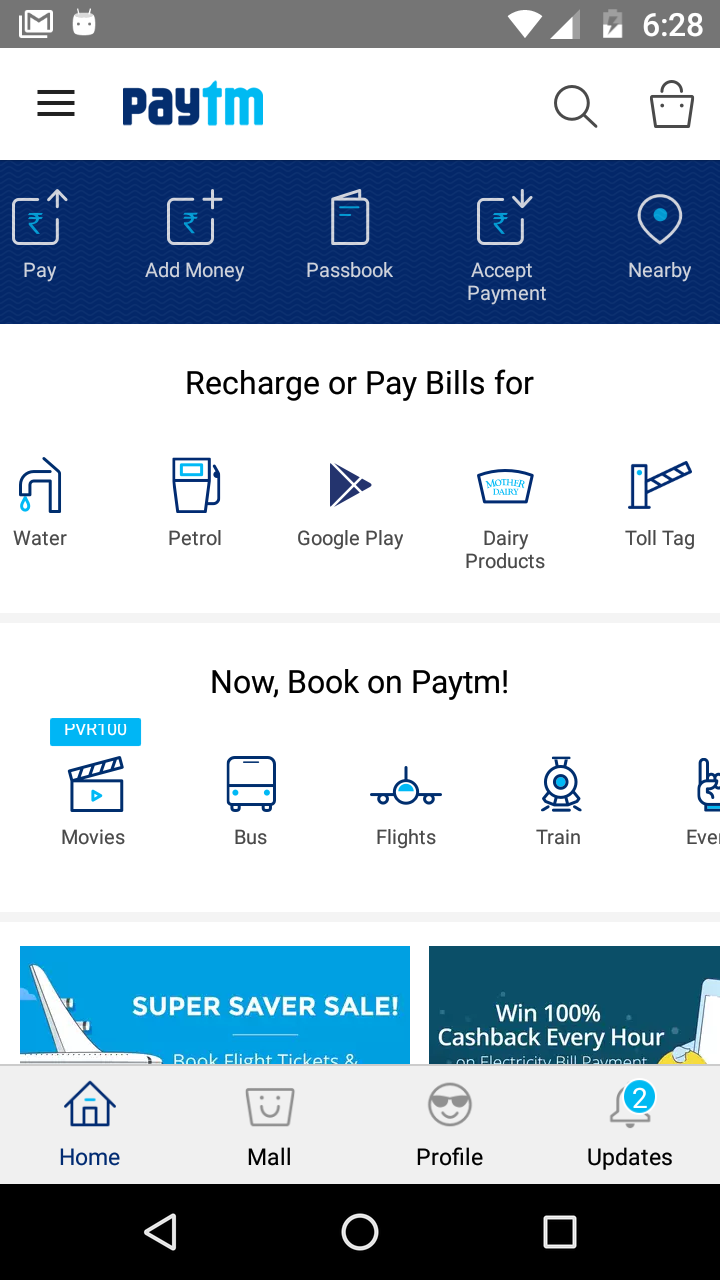 6:28
paytm
Pay
Add Money
Passbook
Accept Payment
Nearby
Recharge or Pay Bills for
MOTHER DAIRY
Water
Petrol
Google Play
Dairy Products
Toll Tag
Now, Book on Paytm!
PVR100
Movies
Bus
Flights
Train
Eve
SUPER SAVER SALE!
Book Flight Tickets &
Win 100%
Cashback Every Hour
on Electricity Bill Payment
2
Home
Mall
Profile
Updates